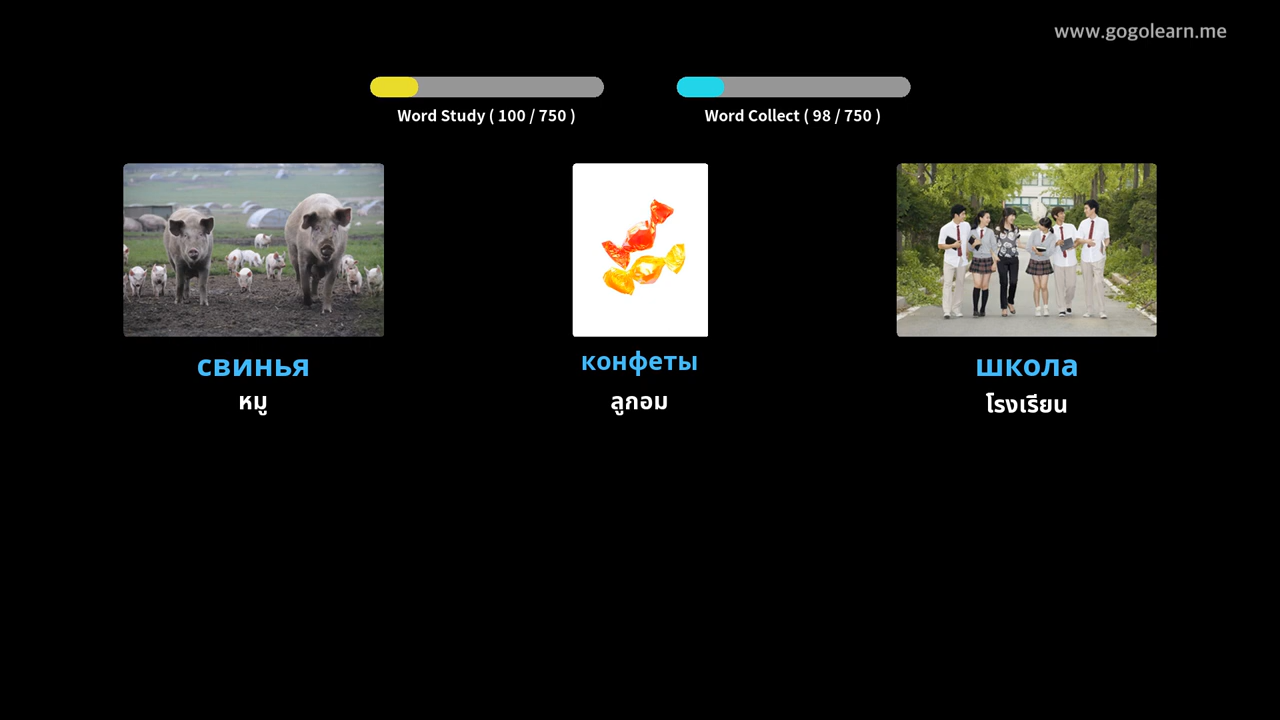 www.gogolearn.me
Word Study ( 100 / 750 )
Word Collect ( 98 / 750 )
свинья
หมู
конфеты
ลูกอม
школа
โรงเรียน